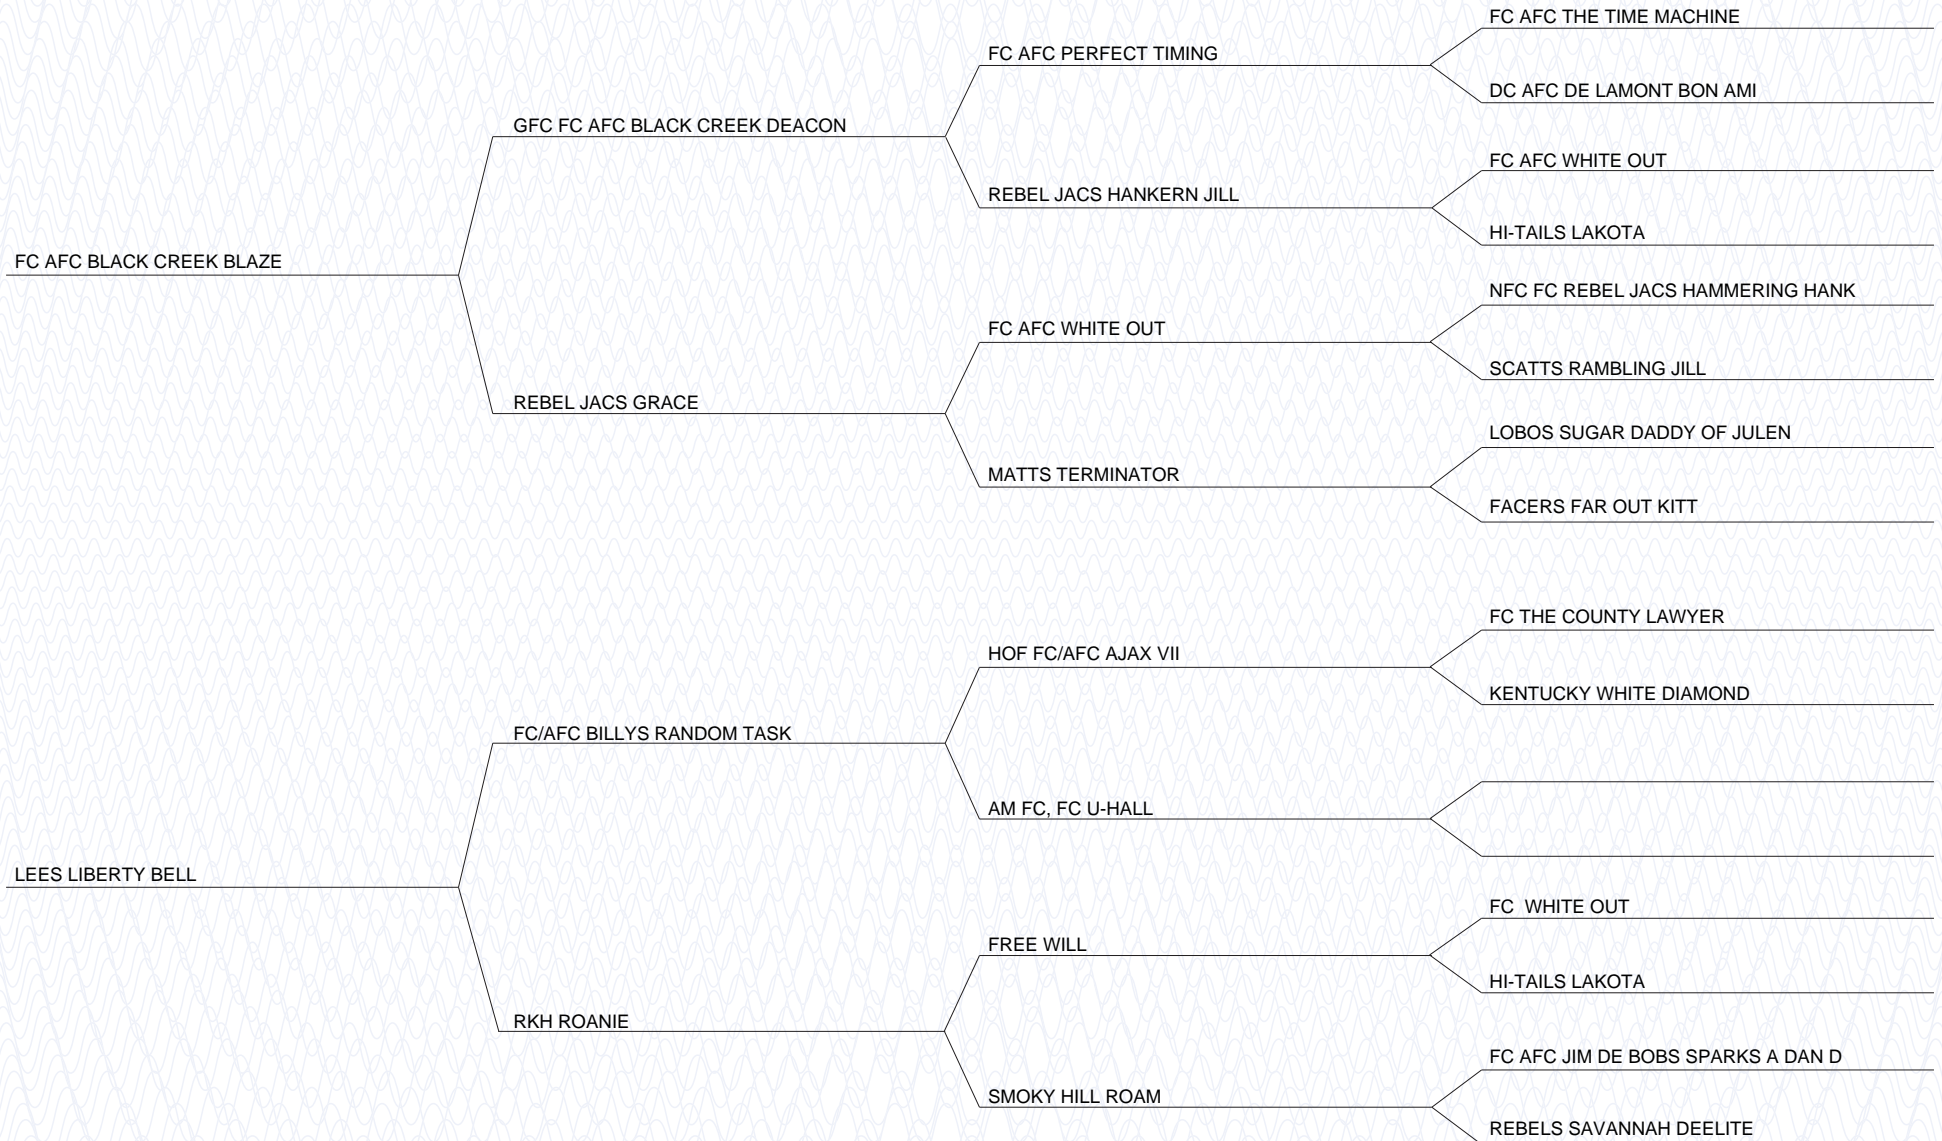 FC AFC THE TIME MACHINE
FC AFC PERFECT TIMING
DC AFC DE LAMONT BON AMI
GFC FC AFC BLACK CREEK DEACON
FC AFC WHITE OUT
REBEL JACS HANKERN JILL
HI-TAILS LAKOTA
FC AFC BLACK CREEK BLAZE
NFC FC REBEL JACS HAMMERING HANK
FC AFC WHITE OUT
SCATTS RAMBLING JILL
REBEL JACS GRACE
LOBOS SUGAR DADDY OF JULEN
MATTS TERMINATOR
FACERS FAR OUT KITT
FC THE COUNTY LAWYER
HOF FC/AFC AJAX VII
KENTUCKY WHITE DIAMOND
FC/AFC BILLYS RANDOM TASK
AM FC, FC U-HALL
LEES LIBERTY BELL
FC  WHITE OUT
FREE WILL
HI-TAILS LAKOTA
RKH ROANIE
FC AFC JIM DE BOBS SPARKS A DAN D
SMOKY HILL ROAM
REBELS SAVANNAH DEELITE